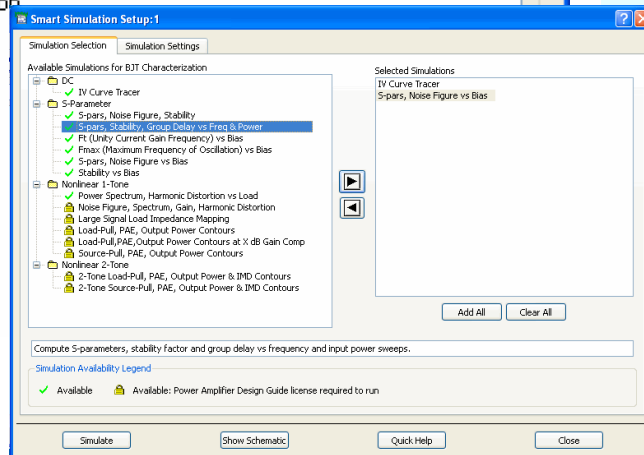 Smart Simulation Setup:1
Simulation Selection
Simulation Settings
Available Simulations for BJT Characterization
DC
IV Curve Tracer
S-Parameter
S-pars, Noise Figure, Stability
S-pars, Stability, Group Delay vs Freq & Power
Ft (Unity Current Gain Frequency) vs Bias
Fmax (Maximum Frequency of Oscillation) vs Bias
S-pars, Noise Figure vs Bias
Stability vs Bias
Nonlinear 1-Tone
Power Spectrum, Harmonic Distortion vs Load
Noise Figure, Spectrum, Gain, Harmonic Distortion
Large Signal Load Impedance Mapping
Load-Pull, PAE, Output Power Contours
Load-Pull,PAE,Output Power Contours at X dB Gain Comp
Source-Pull, PAE, Output Power Contours
Nonlinear 2-Tone
2-Tone Load-Pull, PAE, Output Power & IMD Contours
2-Tone Source-Pull, PAE, Output Power & IMD Contours
Selected Simulations
IV Curve Tracer
S-pars, Noise Figure vs Bias
Add All
Clear All
Compute S-parameters, stability factor and group delay vs frequency and input power sweeps.
Simulation Availability Legend
Available
Available: Power Amplifier Design Guide license required to run
Simulate
Show Schematic
Quick Help
Close